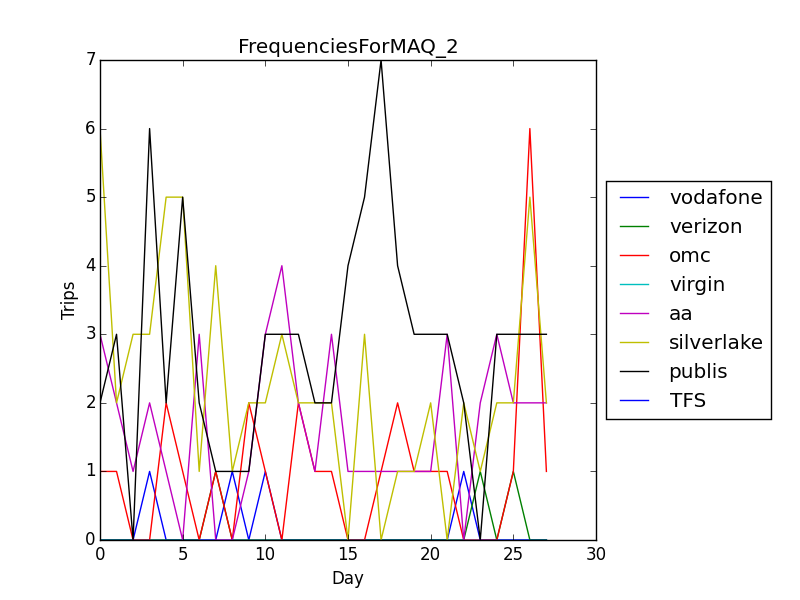 FrequenciesForMAQ_2
7
6
5
4
3
2
1
0
Trips
0 5 10 15 20 25 30
Day
vodafone
verizon
omc
virgin
aa
silverlake
publis
TFS